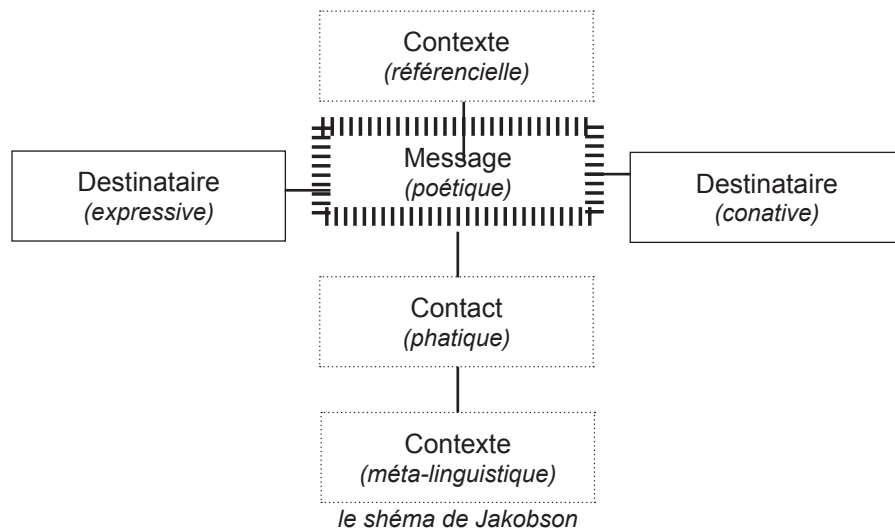 Contexte
(référencielle)
Message
(poétique)
Destinataire
(expressive)
Destinataire
(conative)
Contact
(phatique)
Contexte
(méta-linguistique)
le shéma de Jakobson